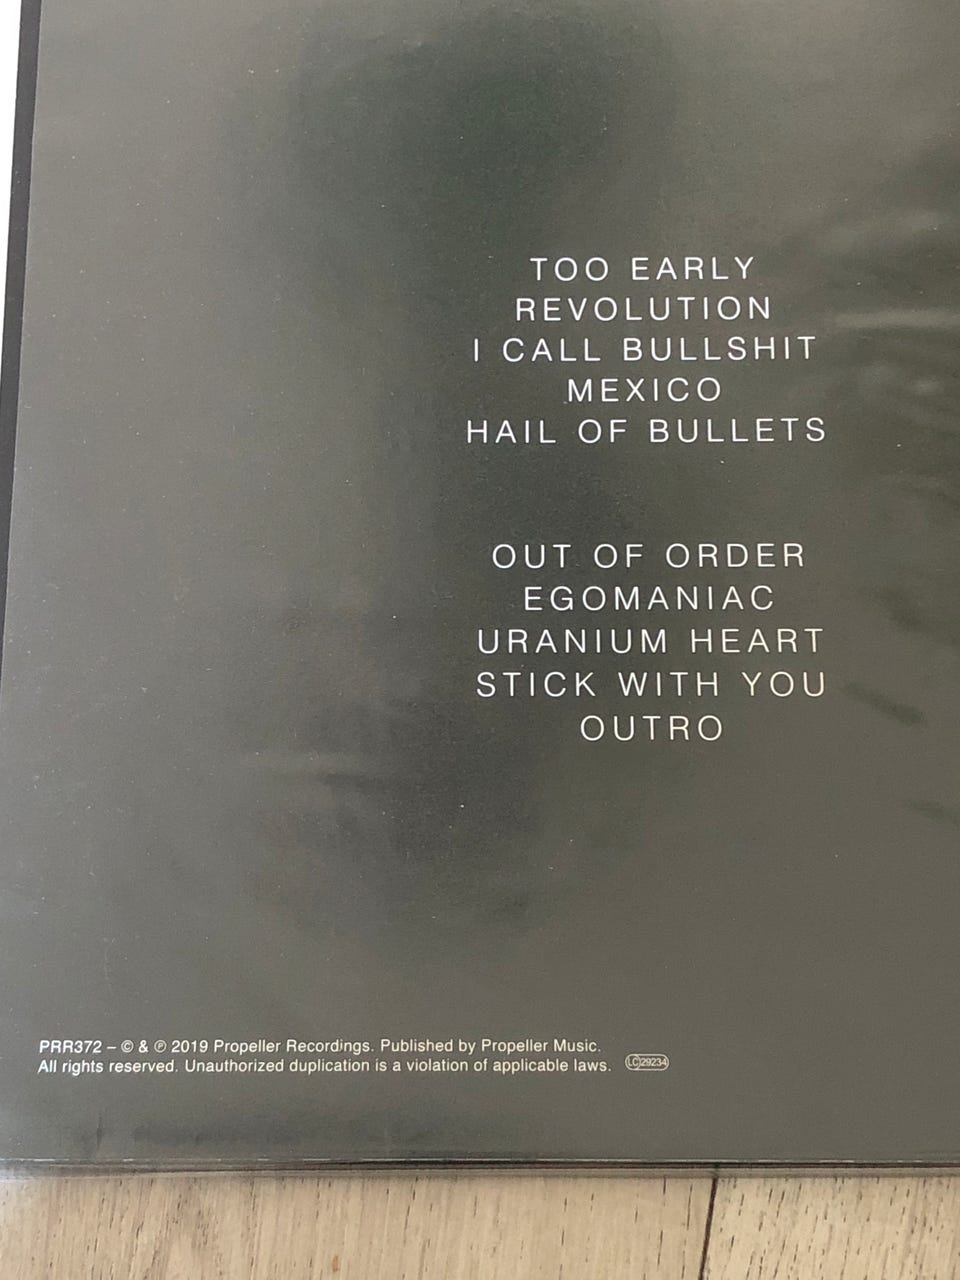 TOO EARLY
REVOLUTION
I CALL BULLSHIT
MEXICO
HAIL OF BULLETS
OUT OF ORDER
EGOMANIAC
URANIUM HEART
STICK WITH YOU
OUTRO
PRR372 – © & ℗ 2019 Propeller Recordings. Published by Propeller Music.
All rights reserved. Unauthorized duplication is a violation of applicable laws. LC 29234